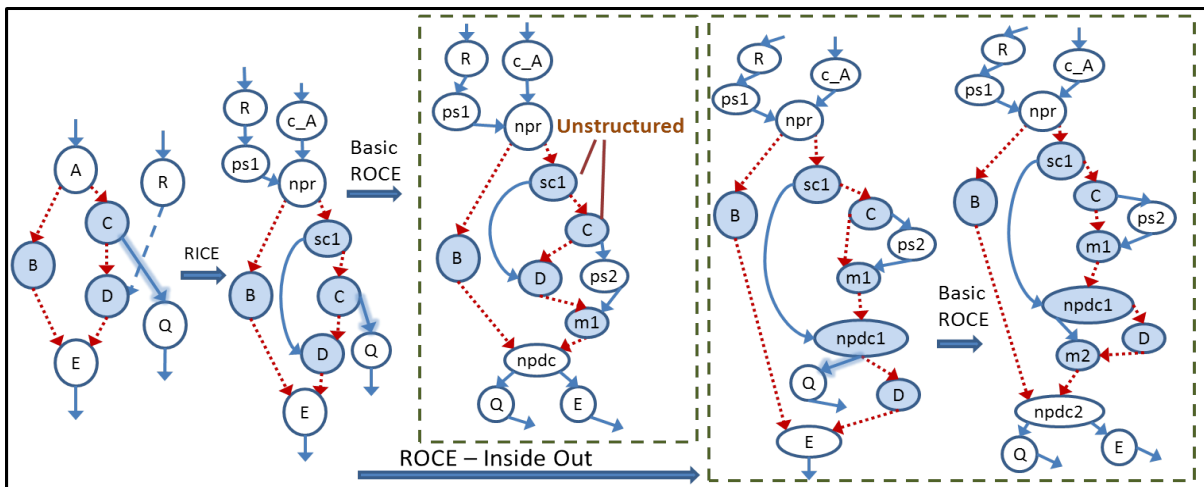 A
R
C
B
D
Q
E
RICE
R
c_A
ps1
npr
sc1
B
C
D
Q
E
Basic
ROCE
R
c_A
ps1
npr
Unstructured
sc1
C
B
D
ps2
m1
npdc
Q
E
ROCE – Inside Out
R
c_A
ps1
npr
sc1
B
C
ps2
m1
npdc1
Q
D
E
Basic
ROCE
R
c_A
ps1
npr
sc1
B
C
ps2
m1
npdc1
D
m2
npdc2
Q
E